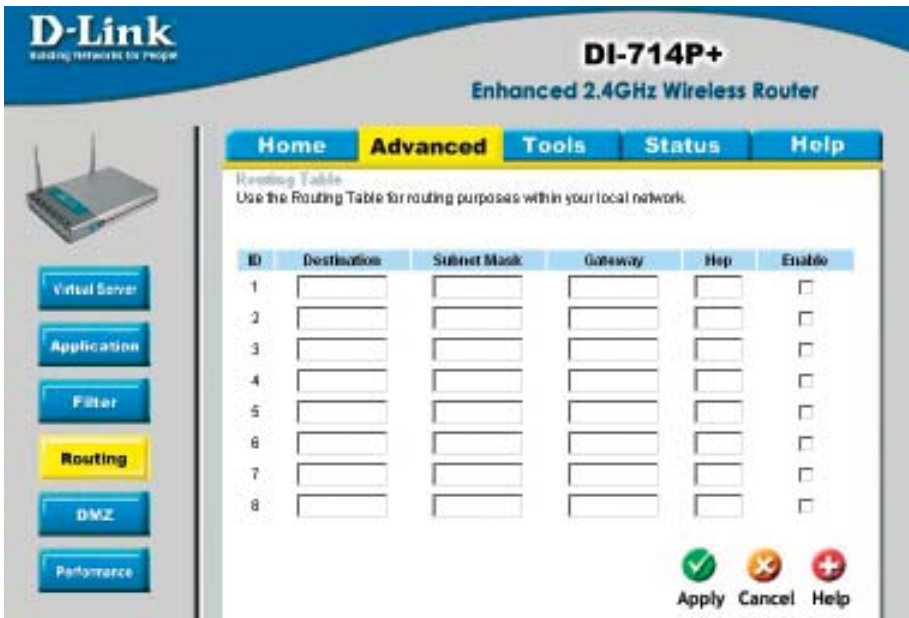 D-Link
Building Networks for People
DI-714P+
Enhanced 2.4GHz Wireless Router
Home Advanced Tools Status Help
Routing Table
Use the Routing Table for routing purposes within your local network.
ID Destination Subnet Mask Gateway Hop Enable
1
2
3
4
5
6
7
8
Virtual Server
Application
Filter
Routing
DMZ
Performance
Apply Cancel Help